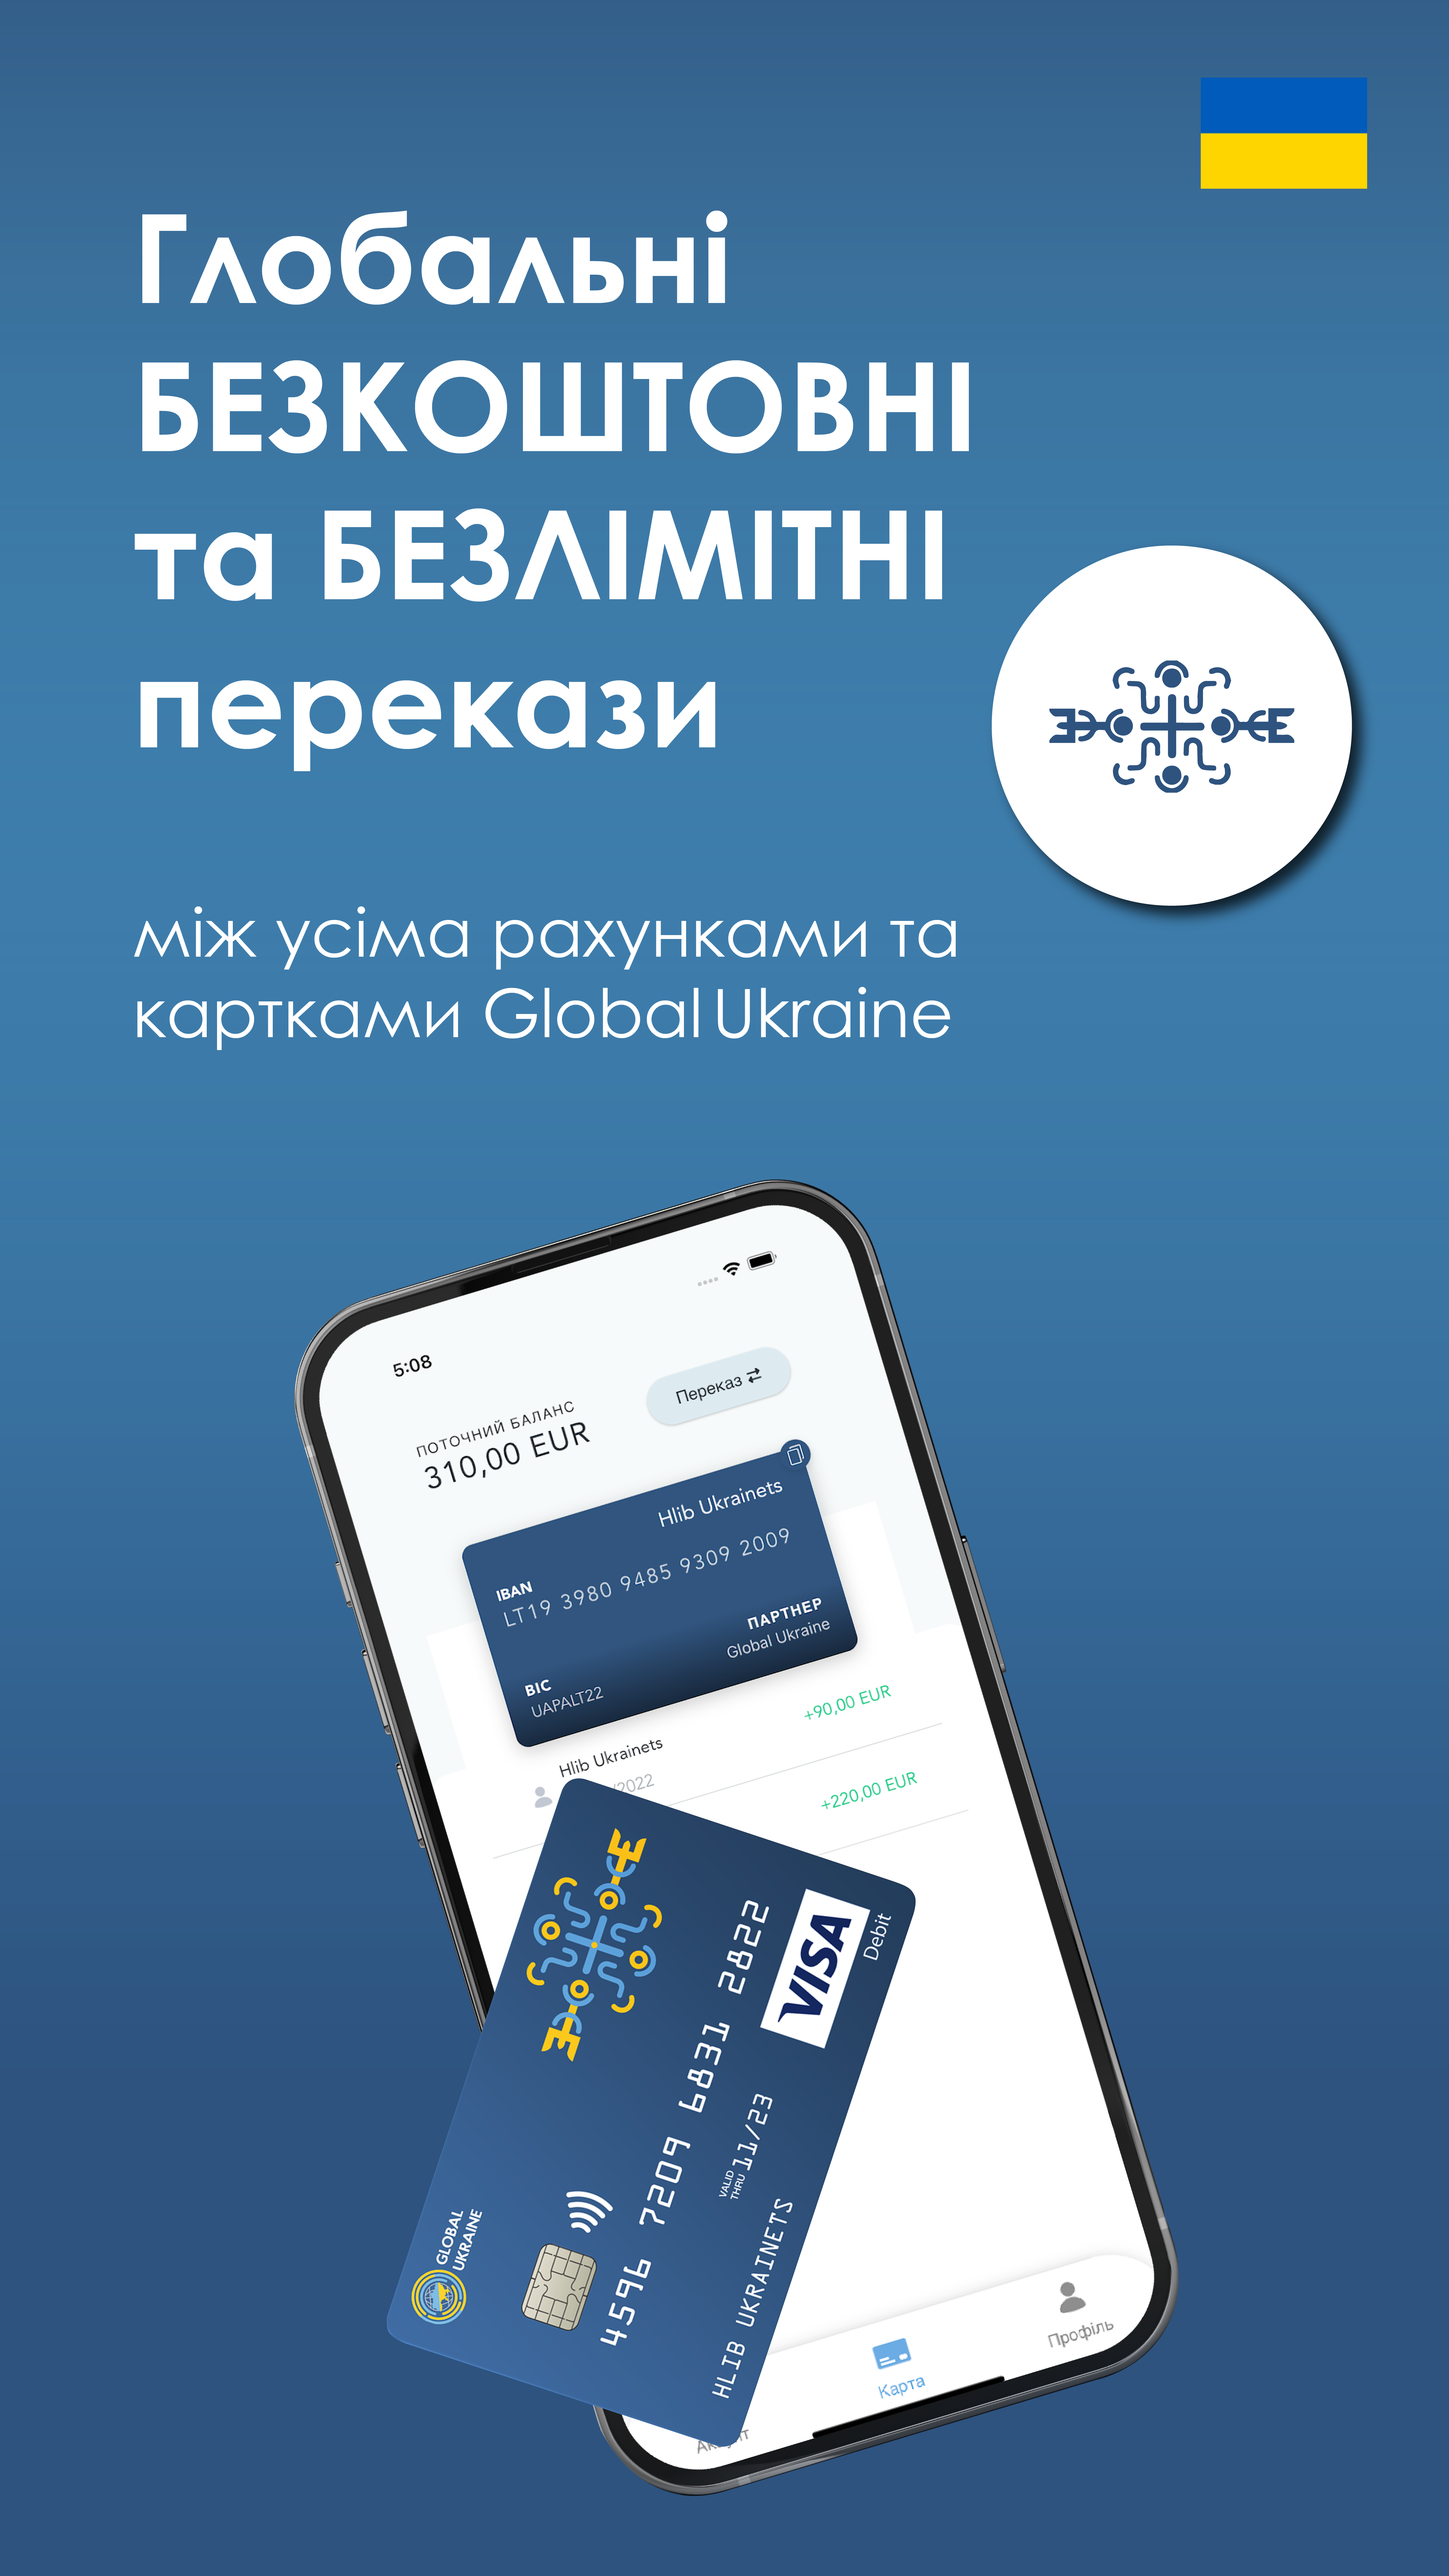 Глобальні
БЕЗКОШТОВНІ
та БЕЗЛІМІТНІ
перекази
між усіма рахунками та
картками Global Ukraine
5:08
ПОТОЧНИЙ БАЛАНС
310,00 EUR
Переказ
Hlib Ukrainets
IBAN
LT19 3980 9485 9309 2009
ПАРТНЕР
Global Ukraine
BIC
UAPALT22
Hlib Ukrainets
+90,00 EUR
/2022
+220,00 EUR
GLOBAL
UKRAINE
4596 7209 6831 2822
VALID
THRU
11/23
HLIB UKRAINETS
VISA
Debit
Карта
Профіль